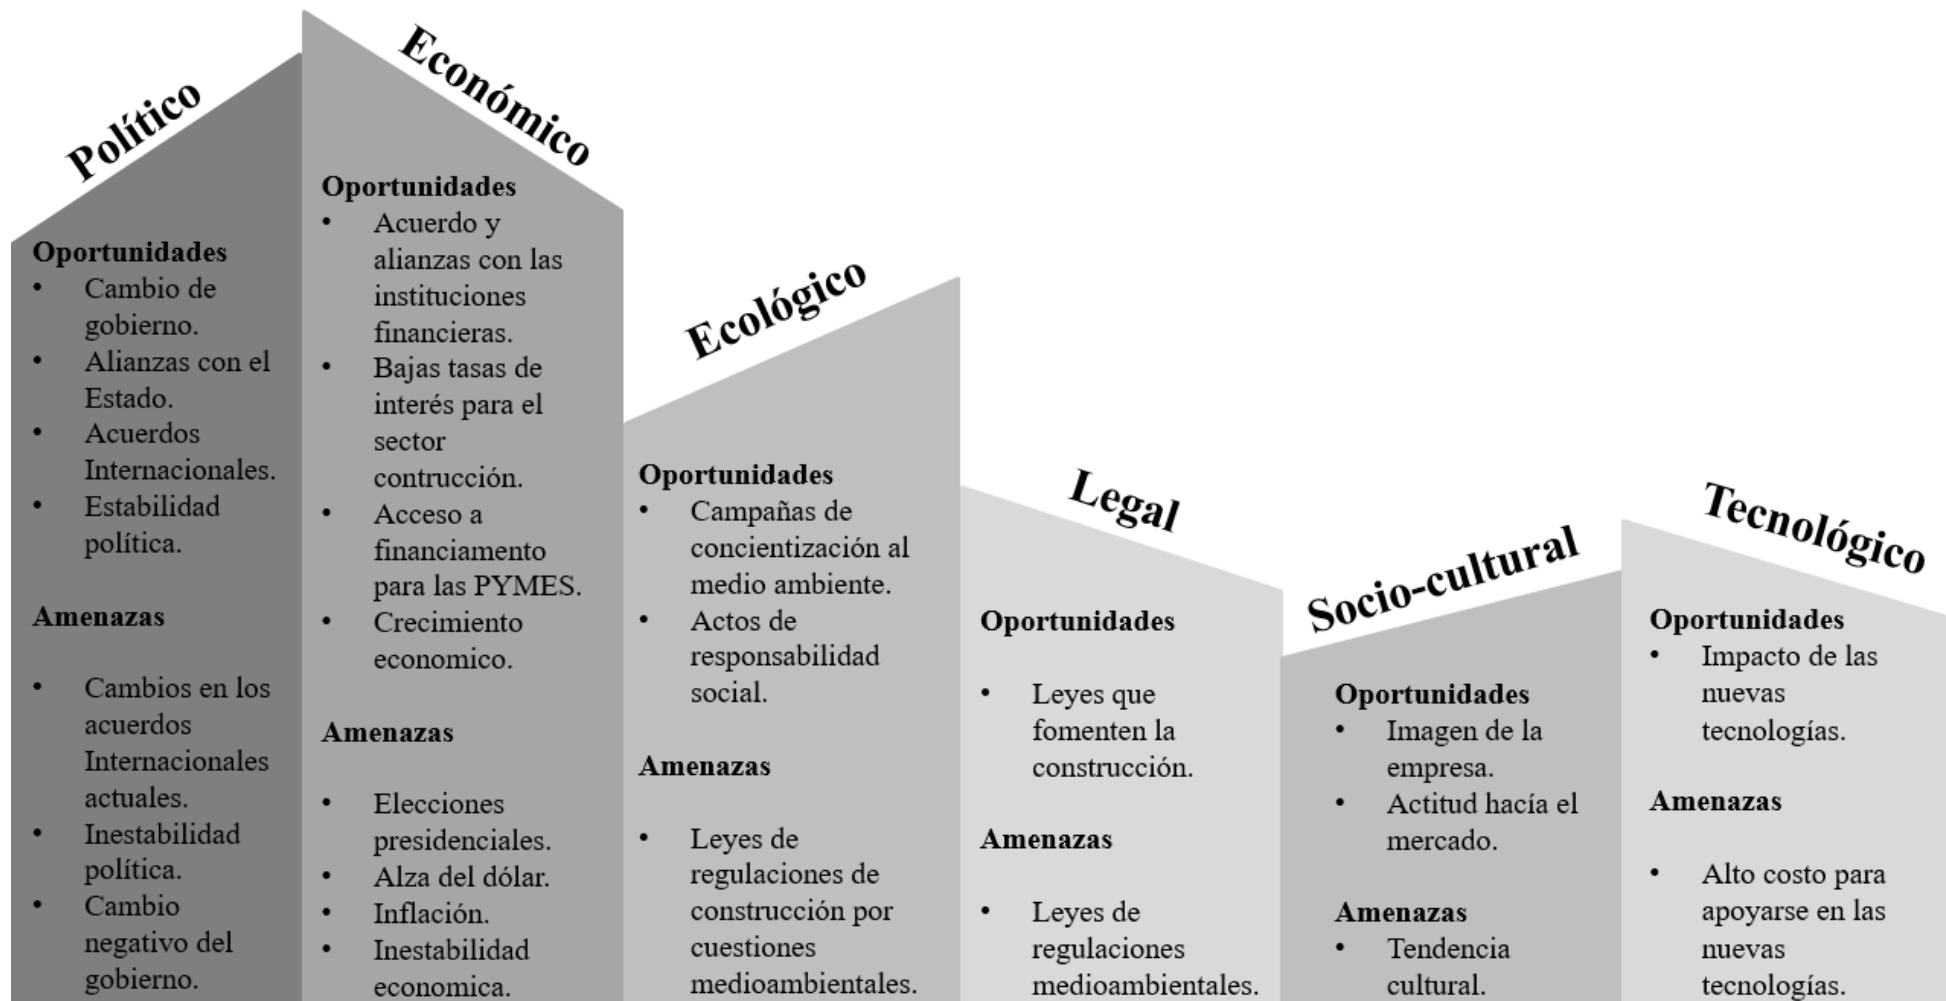 Político
Oportunidades
• Cambio de
gobierno.
• Alianzas con el
Estado.
• Acuerdos
Internacionales.
• Estabilidad
política.
Amenazas
• Cambios en los
acuerdos
Internacionales
actuales.
• Inestabilidad
política.
• Cambio
negativo del
gobierno.
Económico
Oportunidades
• Acuerdo y
alianzas con las
instituciones
financieras.
• Bajas tasas de
interés para el
sector
contrucción.
• Acceso a
financiamento
para las PYMES.
• Crecimiento
economico.
Amenazas
• Elecciones
presidenciales.
• Alza del dólar.
• Inflación.
• Inestabilidad
economica.
Ecológico
Oportunidades
• Campañas de
concientización al
medio ambiente.
• Actos de
responsabilidad
social.
Amenazas
• Leyes de
regulaciones de
construcción por
cuestiones
medioambientales.
Legal
Oportunidades
• Leyes que
fomenten la
construcción.
Amenazas
• Leyes de
regulaciones
medioambientales.
Socio-cultural
Oportunidades
• Imagen de la
empresa.
• Actitud hacía el
mercado.
Amenazas
• Tendencia
cultural.
Tecnológico
Oportunidades
• Impacto de las
nuevas
tecnologías.
Amenazas
• Alto costo para
apoyarse en las
nuevas
tecnologías.